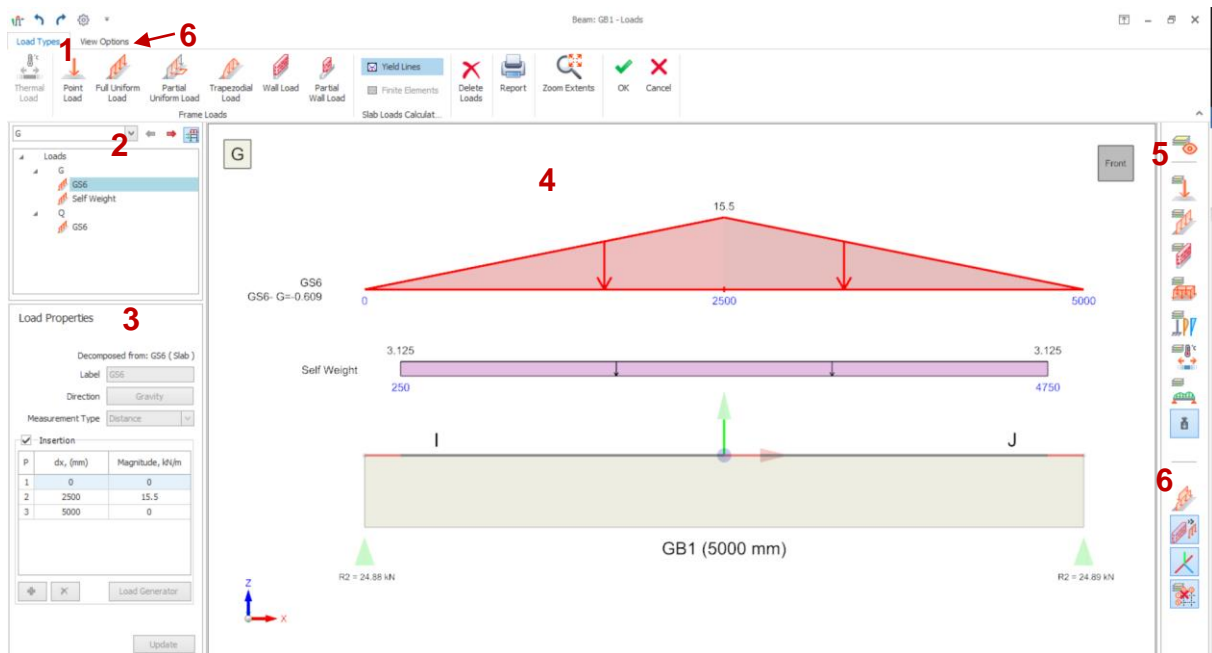 Beam: GB1 - Loads
Load Types View Options 6
1
Thermal Load
Point Load
Full Uniform Load
Partial Uniform Load
Trapezodial Load
Wall Load
Partial Wall Load
Yield Lines
Finite Elements
Delete Loads
Report
Zoom Extents
OK
Cancel
Frame Loads
Slab Loads Calculat...
G
2
Loads
G
GS6
Self Weight
Q
GS6
Load Properties
3
Decomposed from: GS6 ( Slab )
Label GS6
Direction Gravity
Measurement Type Distance
Insertion
P dx, (mm) Magnitude, kN/m
1 0 0
2 2500 15.5
3 5000 0
Load Generator
Update
G
4
Front
15.5
GS6
GS6- G=-0.609
0 2500 5000
3.125 3.125
Self Weight
250 4750
I J
GB1 (5000 mm)
R2 = 24.88 kN R2 = 24.89 kN
Z
X
5
6